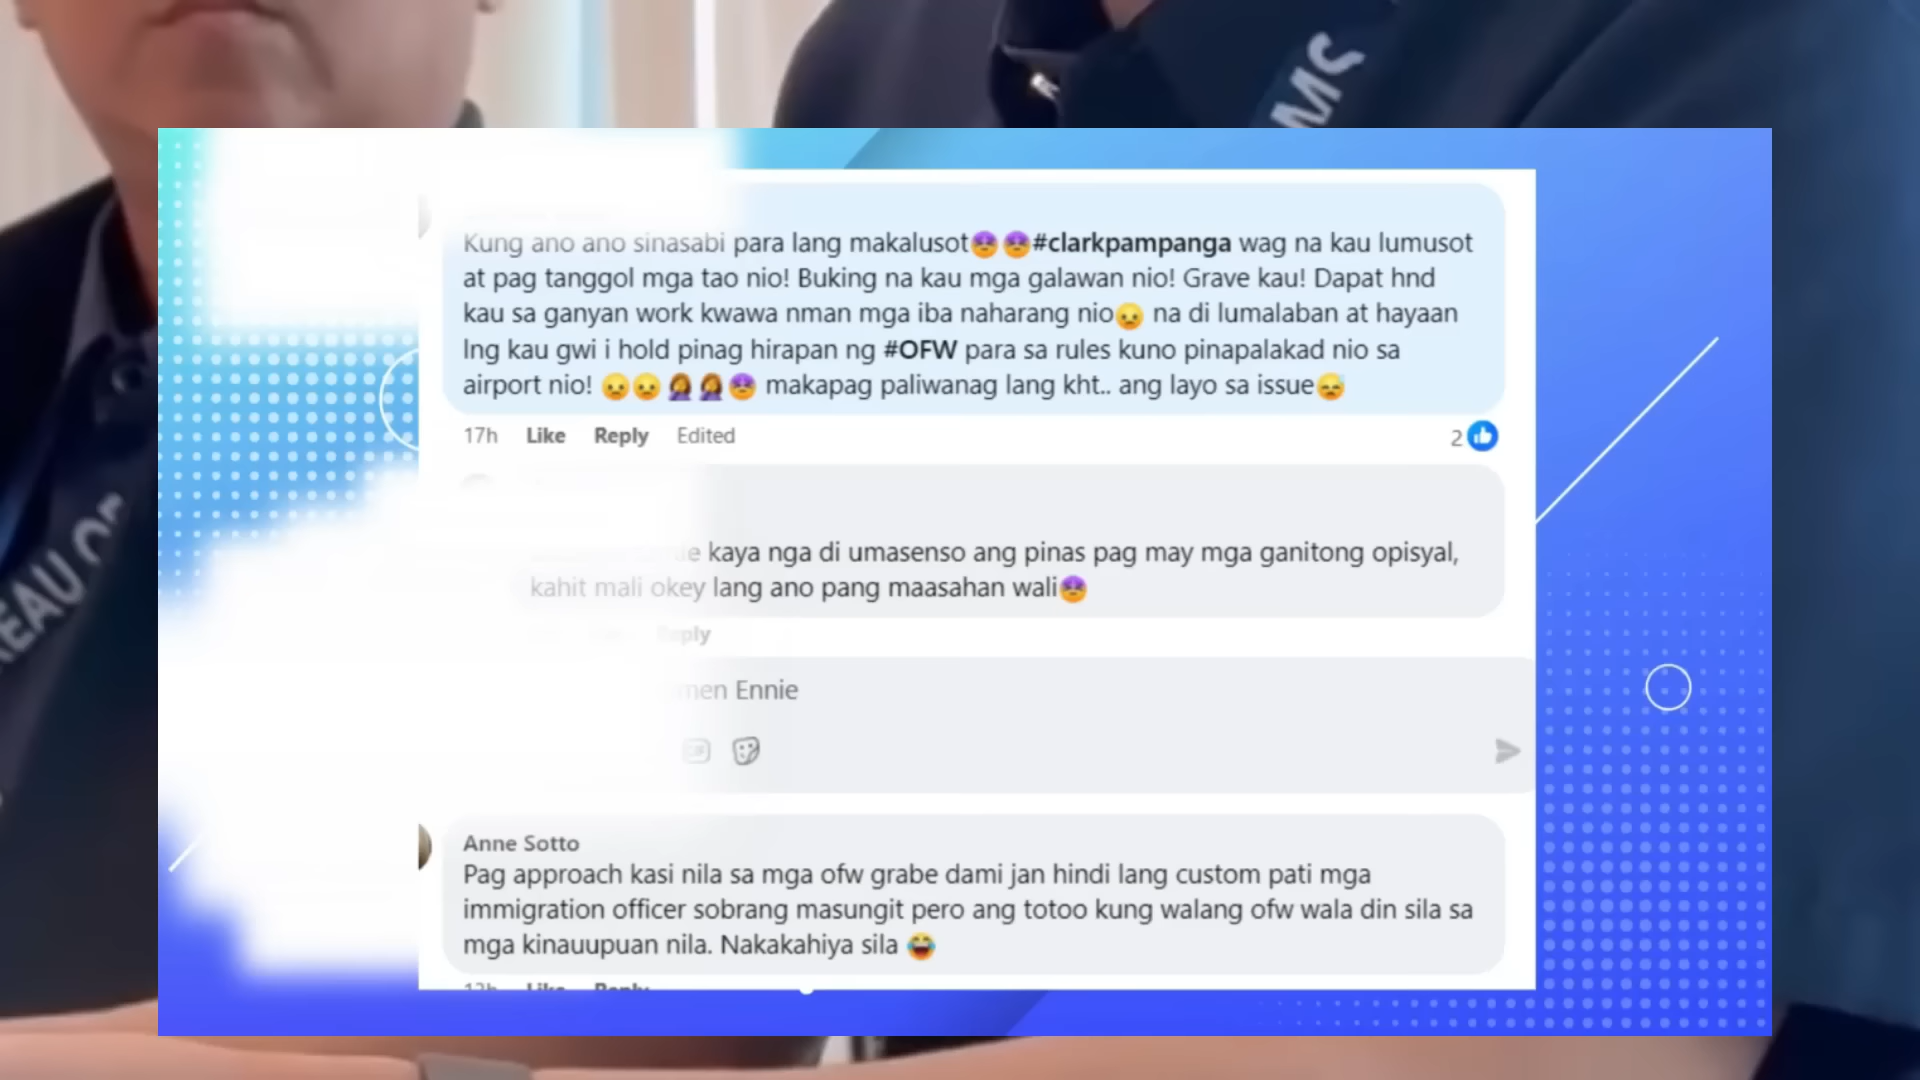 MS
EAU OF
Kung ano ano sinasabi para lang makalusot😈😈#clarkpampanga wag na kau lumusot
at pag tanggol mga tao nio! Buking na kau mga galawan nio! Grave kau! Dapat hnd
kau sa ganyan work kwawa nman mga iba naharang nio😠 na di lumalaban at hayaan
lng kau gwi i hold pinag hirapan ng #OFW para sa rules kuno pinapalakad nio sa
airport nio! 😠😠🤦‍♀️🤦‍♀️😈 makapag paliwanag lang kht.. ang layo sa issue😓
17h Like Reply Edited 2
kaya nga di umasenso ang pinas pag may mga ganitong opisyal,
kahit mali okey lang ano pang maasahan wali😈
Reply
Ennie
Anne Sotto
Pag approach kasi nila sa mga ofw grabe dami jan hindi lang custom pati mga
immigration officer sobrang masungit pero ang totoo kung walang ofw wala din sila sa
mga kinauupuan nila. Nakakahiya sila 😂
Like Reply